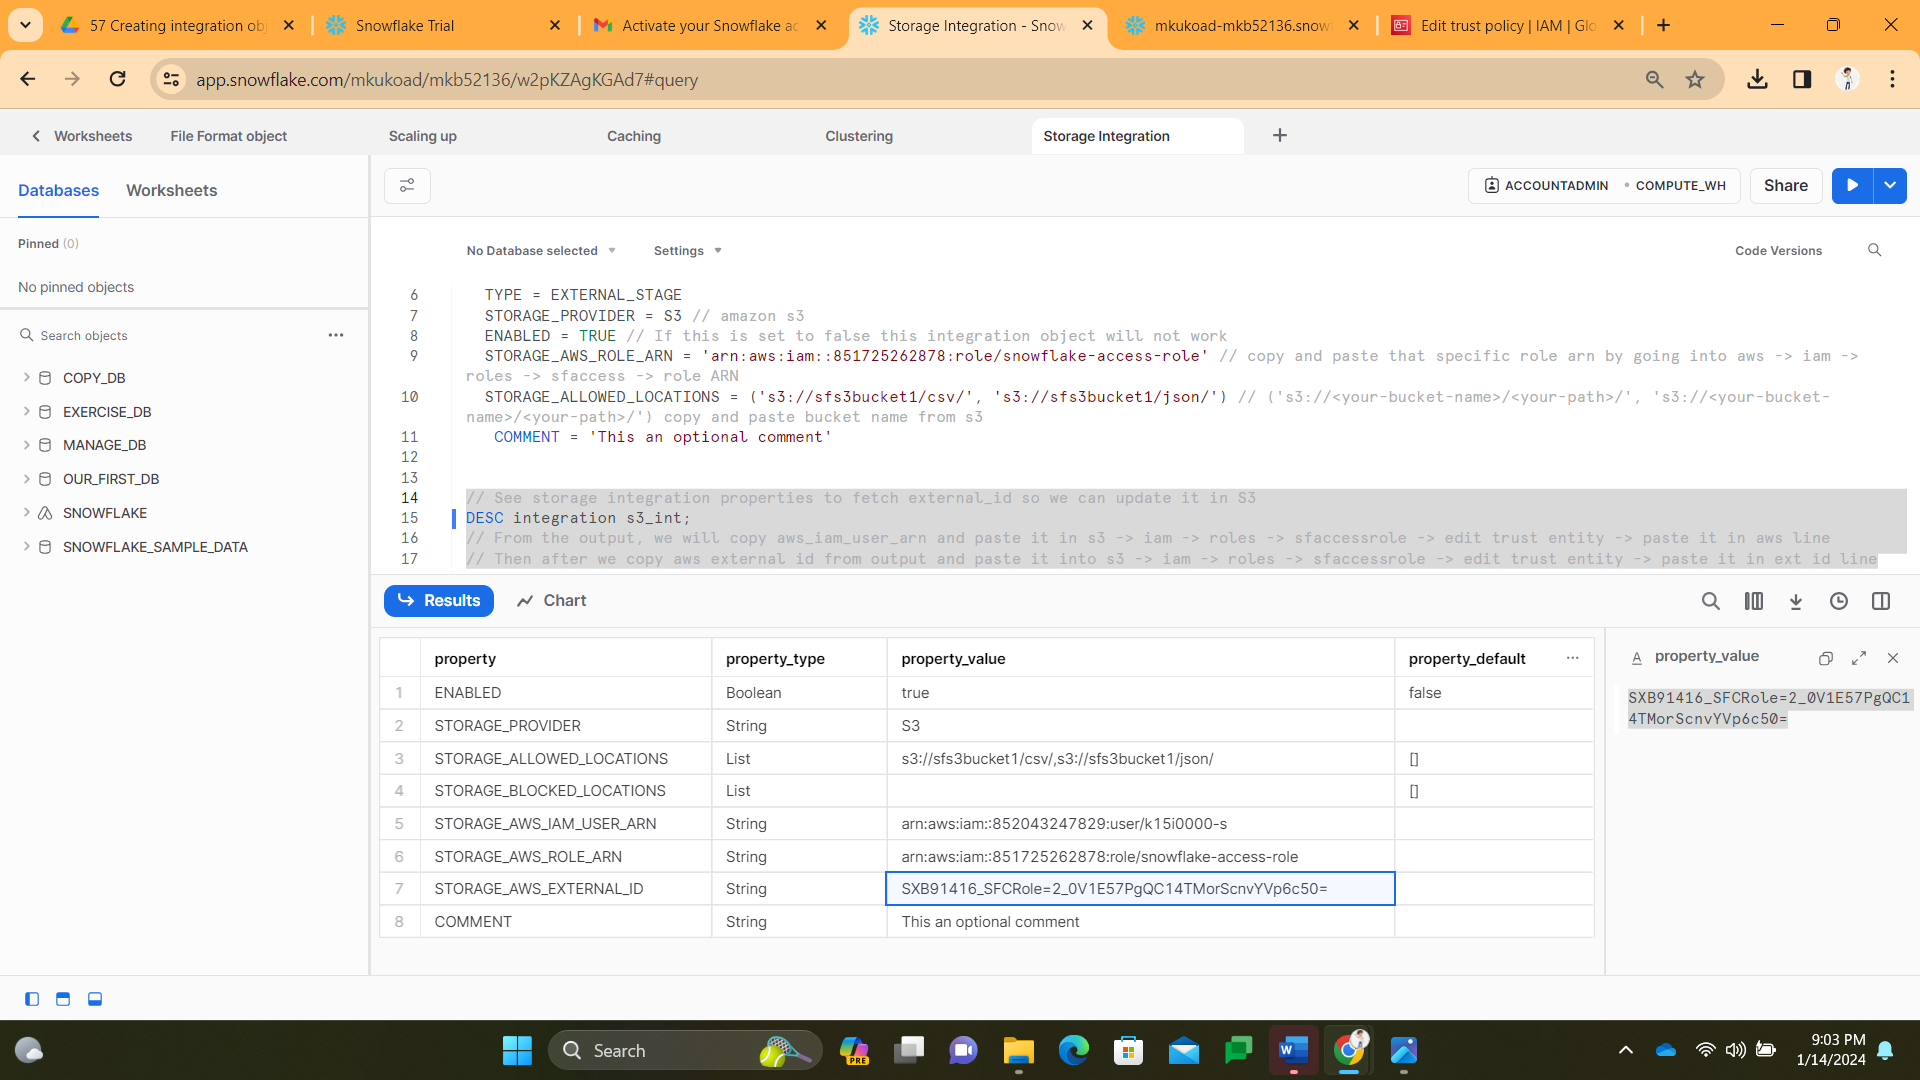 57 Creating integration obj
Snowflake Trial
Activate your Snowflake ac
Storage Integration - Snow
mkukoad-mkb52136.snow
Edit trust policy | IAM | Glo
app.snowflake.com/mkukoad/mkb52136/w2pKZAgKGAd7#query
Worksheets
File Format object
Scaling up
Caching
Clustering
Storage Integration
Databases
Worksheets
ACCOUNTADMIN
COMPUTE_WH
Share
Pinned (0)
No pinned objects
Search objects
COPY_DB
EXERCISE_DB
MANAGE_DB
OUR_FIRST_DB
SNOWFLAKE
SNOWFLAKE_SAMPLE_DATA
No Database selected
Settings
Code Versions
6 TYPE = EXTERNAL_STAGE
7 STORAGE_PROVIDER = S3 // amazon s3
8 ENABLED = TRUE // If this is set to false this integration object will not work
9 STORAGE_AWS_ROLE_ARN = 'arn:aws:iam::851725262878:role/snowflake-access-role' // copy and paste that specific role arn by going into aws -> iam ->
roles -> sfaccess -> role ARN
10 STORAGE_ALLOWED_LOCATIONS = ('s3://sfs3bucket1/csv/', 's3://sfs3bucket1/json/') // ('s3://<your-bucket-name>/<your-path>/', 's3://<your-bucket-
name>/<your-path>/') copy and paste bucket name from s3
11 COMMENT = 'This an optional comment'
12
13
14 // See storage integration properties to fetch external_id so we can update it in S3
15 DESC integration s3_int;
16 // From the output, we will copy aws_iam_user_arn and paste it in s3 -> iam -> roles -> sfaccessrole -> edit trust entity -> paste it in aws line
17 // Then after we copy aws external id from output and paste it into s3 -> iam -> roles -> sfaccessrole -> edit trust entity -> paste it in ext id line
Results
Chart
property property_type property_value property_default ...
1 ENABLED Boolean true false
2 STORAGE_PROVIDER String S3
3 STORAGE_ALLOWED_LOCATIONS List s3://sfs3bucket1/csv/,s3://sfs3bucket1/json/ []
4 STORAGE_BLOCKED_LOCATIONS List []
5 STORAGE_AWS_IAM_USER_ARN String arn:aws:iam::852043247829:user/k15i0000-s
6 STORAGE_AWS_ROLE_ARN String arn:aws:iam::851725262878:role/snowflake-access-role
7 STORAGE_AWS_EXTERNAL_ID String SXB91416_SFCRole=2_0V1E57PgQC14TMorScnvYVp6c50=
8 COMMENT String This an optional comment
A property_value
SXB91416_SFCRole=2_0V1E57PgQC1
4TMorScnvYVp6c50=
Search
PRE
9:03 PM
1/14/2024